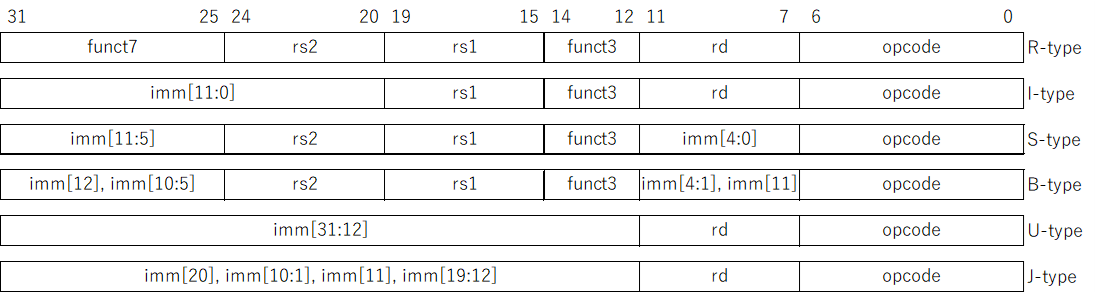 31 25 24 20 19 15 14 12 11 7 6 0
funct7 rs2 rs1 funct3 rd opcode R-type
imm[11:0] rs1 funct3 rd opcode I-type
imm[11:5] rs2 rs1 funct3 imm[4:0] opcode S-type
imm[12], imm[10:5] rs2 rs1 funct3 imm[4:1], imm[11] opcode B-type
imm[31:12] rd opcode U-type
imm[20], imm[10:1], imm[11], imm[19:12] rd opcode J-type